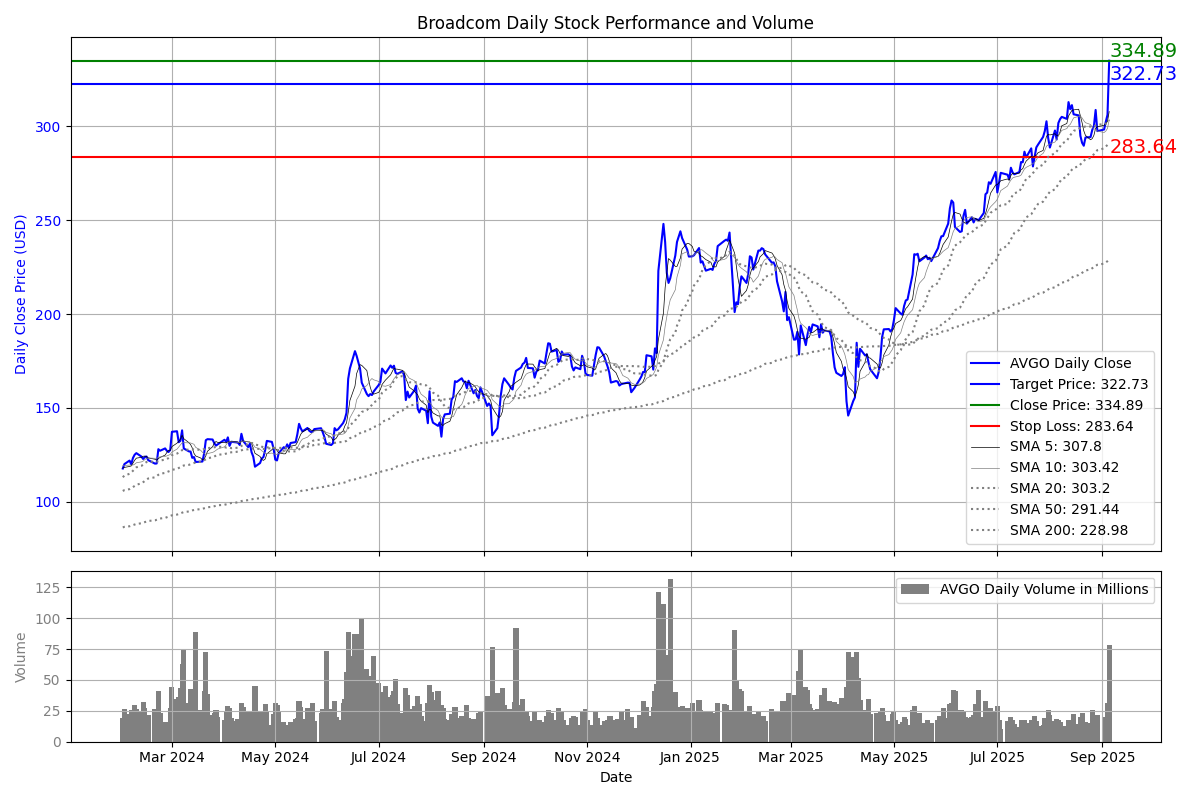 Broadcom Daily Stock Performance and Volume
334.89
322.73
300
283.64
250
200
150
100
Daily Close Price (USD)
AVGO Daily Close
Target Price: 322.73
Close Price: 334.89
Stop Loss: 283.64
SMA 5: 307.8
SMA 10: 303.42
SMA 20: 303.2
SMA 50: 291.44
SMA 200: 228.98
125
100
75
50
25
0
Volume
AVGO Daily Volume in Millions
Mar 2024 May 2024 Jul 2024 Sep 2024 Nov 2024 Jan 2025 Mar 2025 May 2025 Jul 2025 Sep 2025
Date